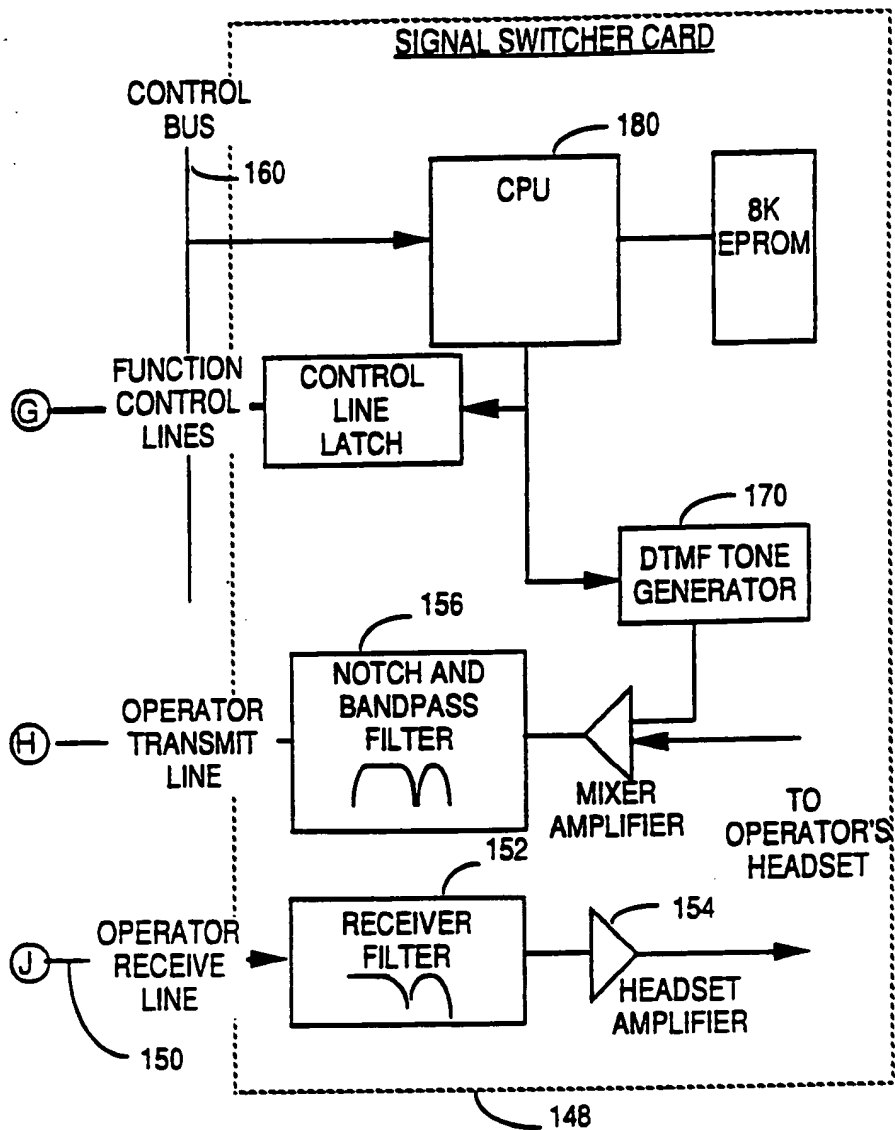 SIGNAL SWITCHER CARD
CONTROL
BUS
160
180
CPU
8K
EPROM
FUNCTION
CONTROL
LINES
G
CONTROL
LINE
LATCH
170
DTMF TONE
GENERATOR
156
NOTCH AND
BANDPASS
FILTER
OPERATOR
TRANSMIT
LINE
H
MIXER
AMPLIFIER
TO
OPERATOR'S
HEADSET
152
RECEIVER
FILTER
154
OPERATOR
RECEIVE
LINE
J
HEADSET
AMPLIFIER
150
148